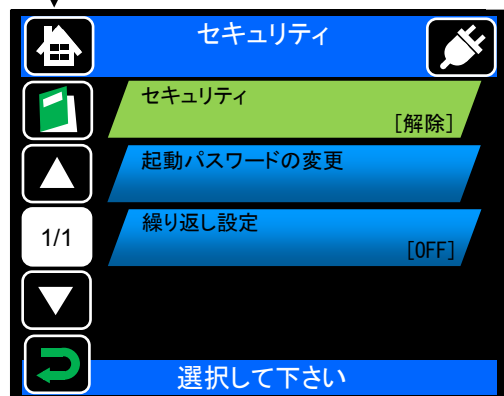 セキュリティ
セキュリティ
[解除]
起動パスワードの変更
1/1
繰り返し設定
[OFF]
選択して下さい